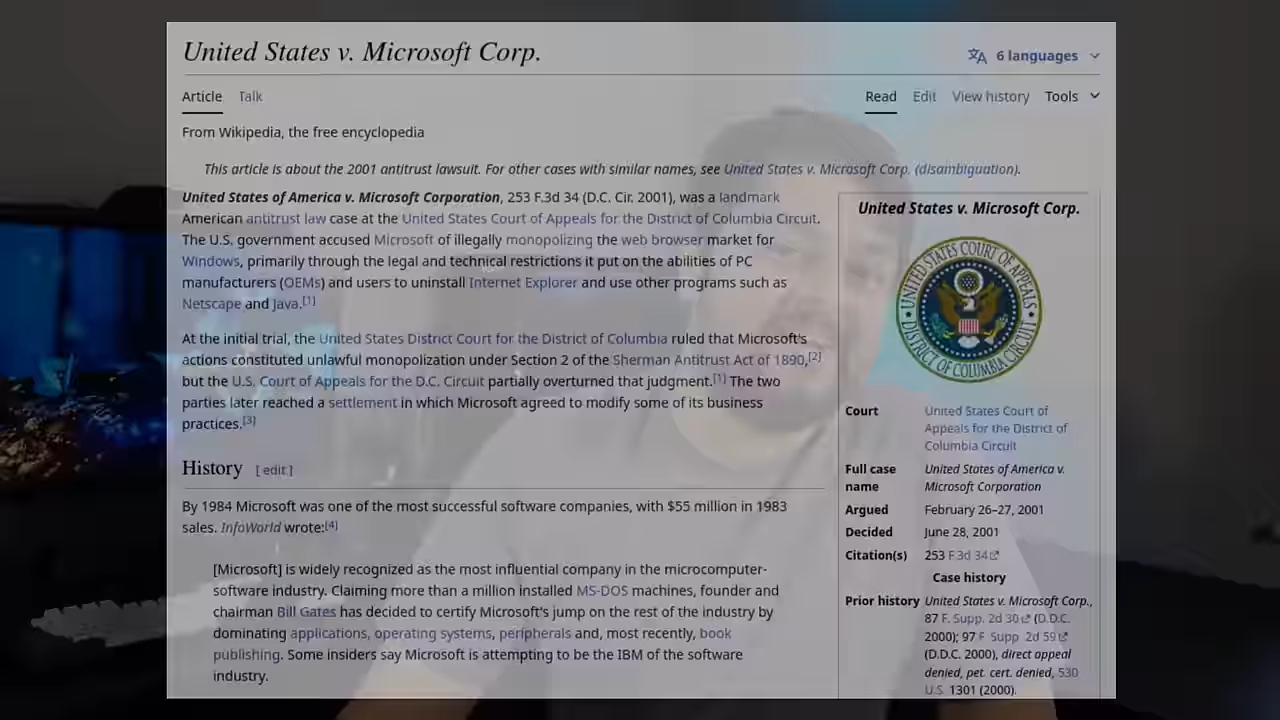 United States v. Microsoft Corp.
6 languages
Article Talk
Read Edit View history Tools
From Wikipedia, the free encyclopedia
This article is about the 2001 antitrust lawsuit. For other cases with similar names, see United States v. Microsoft Corp. (disambiguation).
United States of America v. Microsoft Corporation, 253 F.3d 34 (D.C. Cir. 2001), was a landmark
American antitrust law case at the United States Court of Appeals for the District of Columbia Circuit.
The U.S. government accused Microsoft of illegally monopolizing the web browser market for
Windows, primarily through the legal and technical restrictions it put on the abilities of PC
manufacturers (OEMs) and users to uninstall Internet Explorer and use other programs such as
Netscape and Java.[1]
At the initial trial, the United States District Court for the District of Columbia ruled that Microsoft's
actions constituted unlawful monopolization under Section 2 of the Sherman Antitrust Act of 1890,[2]
but the U.S. Court of Appeals for the D.C. Circuit partially overturned that judgment.[1] The two
parties later reached a settlement in which Microsoft agreed to modify some of its business
practices.[3]
History [ edit ]
By 1984 Microsoft was one of the most successful software companies, with $55 million in 1983
sales. InfoWorld wrote:[4]
[Microsoft] is widely recognized as the most influential company in the microcomputer-
software industry. Claiming more than a million installed MS-DOS machines, founder and
chairman Bill Gates has decided to certify Microsoft's jump on the rest of the industry by
dominating applications, operating systems, peripherals and, most recently, book
publishing. Some insiders say Microsoft is attempting to be the IBM of the software
industry.
United States v. Microsoft Corp.
UNITED STATES COURT OF APPEALS
DISTRICT OF COLUMBIA CIRCUIT
Court United States Court of
Appeals for the District of
Columbia Circuit
Full case United States of America v.
name Microsoft Corporation
Argued February 26–27, 2001
Decided June 28, 2001
Citation(s) 253 F.3d 34
Case history
Prior history United States v. Microsoft Corp.,
87 F. Supp. 2d 30 (D.D.C.
2000); 97 F. Supp. 2d 59
(D.D.C. 2000), direct appeal
denied, pet. cert. denied, 530
U.S. 1301 (2000).